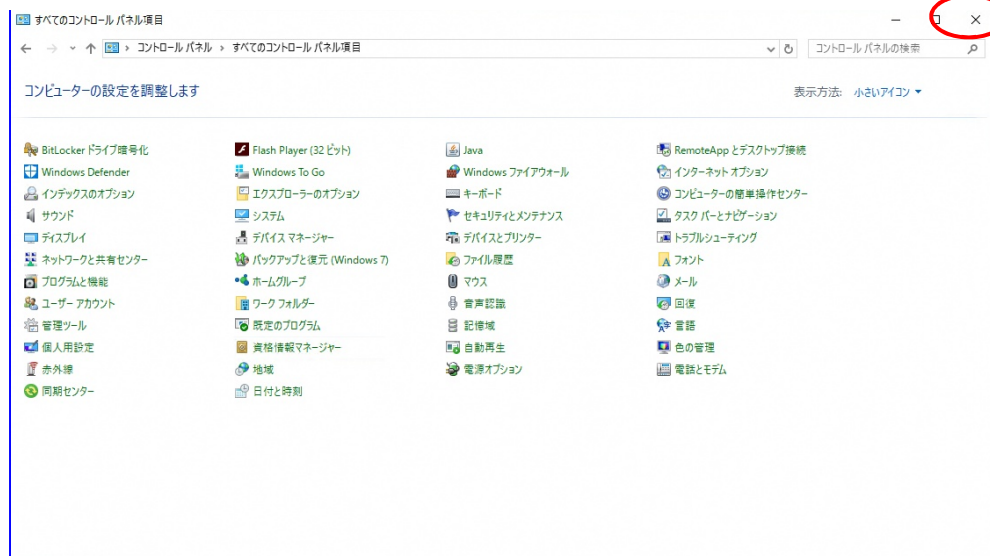 すべてのコントロール パネル項目
コントロール パネル › すべてのコントロール パネル項目
コントロール パネルの検索
コンピューターの設定を調整します
表示方法: 小さいアイコン
BitLocker ドライブ暗号化 Flash Player (32 ビット) Java RemoteApp とデスクトップ接続
Windows Defender Windows To Go Windows ファイアウォール インターネット オプション
インデックスのオプション エクスプローラーのオプション キーボード コンピューターの簡単操作センター
サウンド システム セキュリティとメンテナンス タスク バーとナビゲーション
ディスプレイ デバイス マネージャー デバイスとプリンター トラブルシューティング
ネットワークと共有センター バックアップと復元 (Windows 7) ファイル履歴 フォント
プログラムと機能 ホームグループ マウス メール
ユーザー アカウント ワーク フォルダー 音声認識 回復
管理ツール 既定のプログラム 記憶域 言語
個人用設定 資格情報マネージャー 自動再生 色の管理
赤外線 地域 電源オプション 電話とモデム
同期センター 日付と時刻